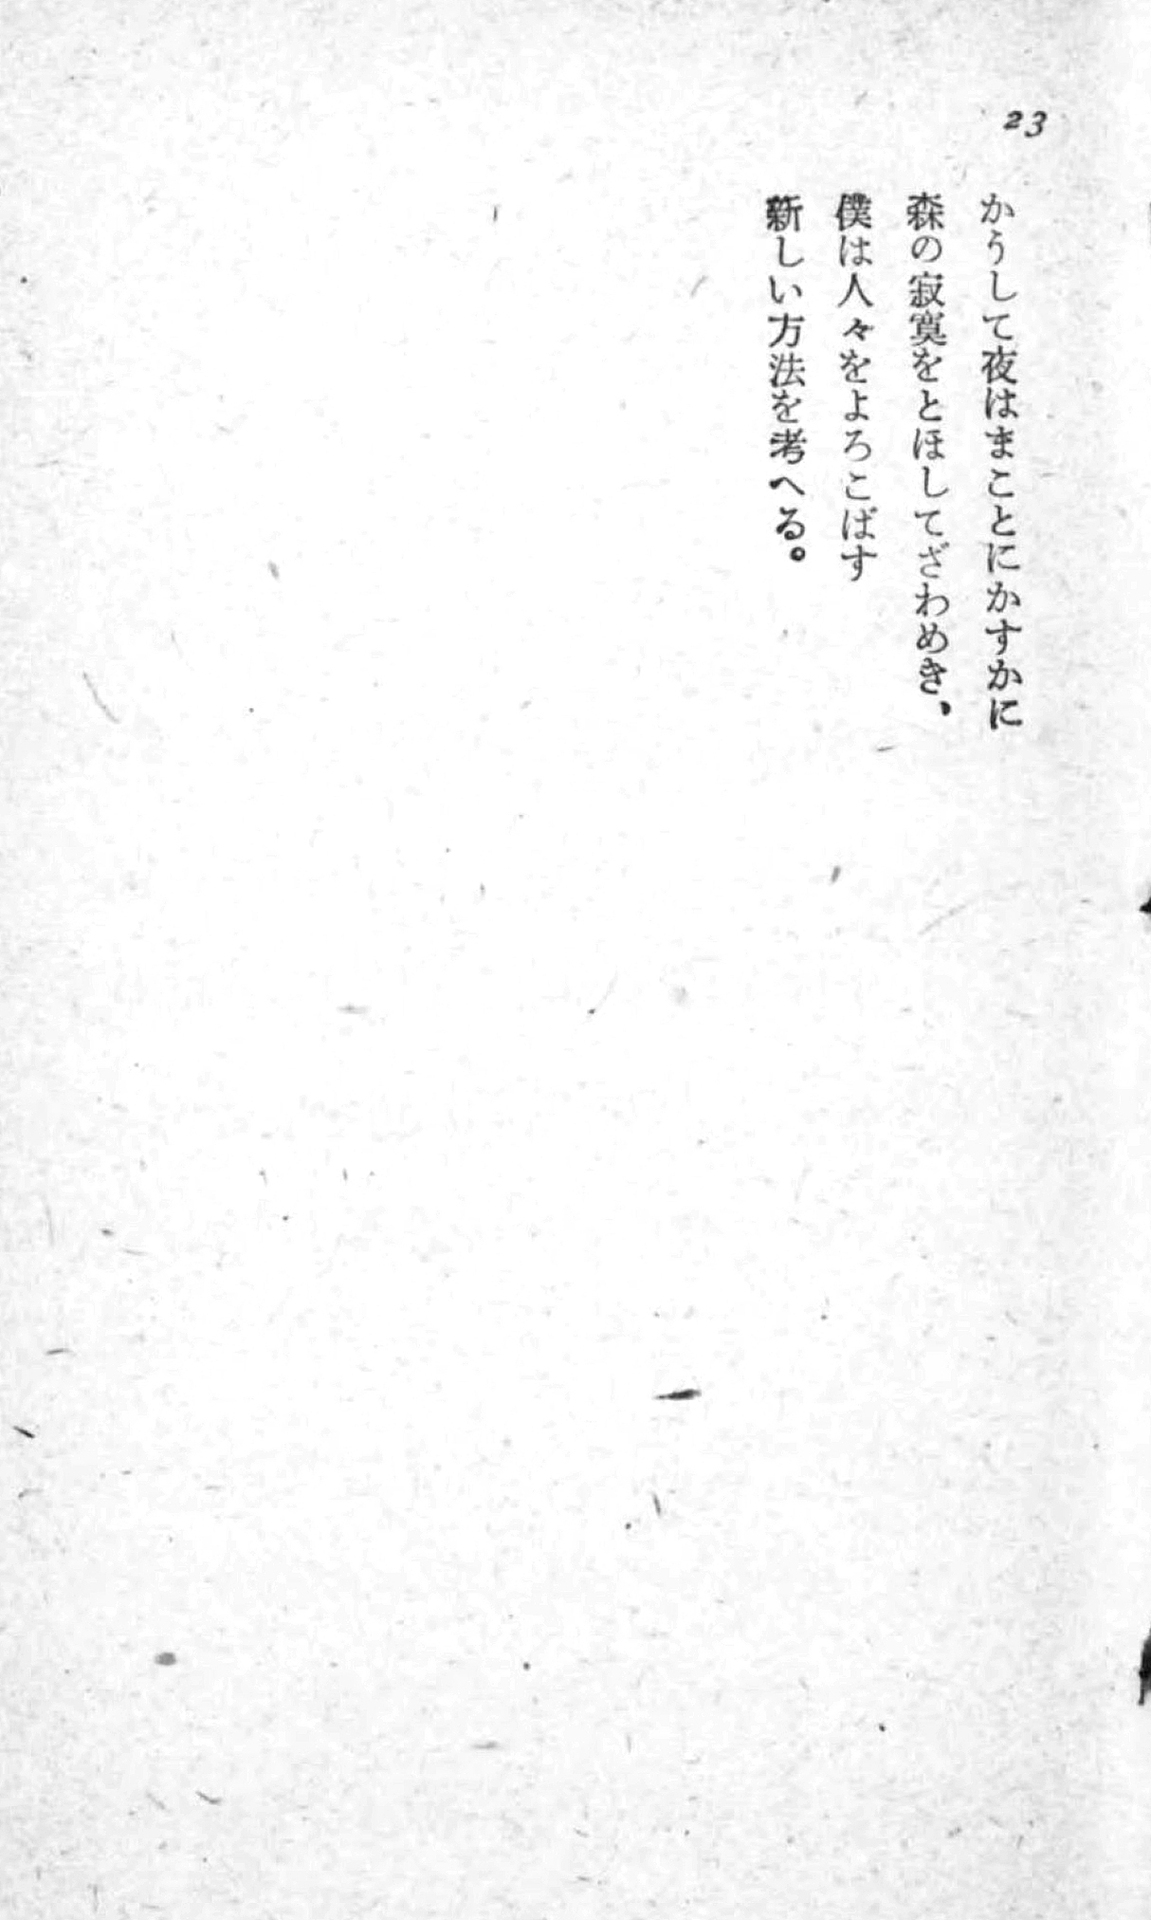 23
かうして夜はまことにかすかに
森の寂寞をとほしてざわめき、
僕は人々をよろこばす
新しい方法を考へる。